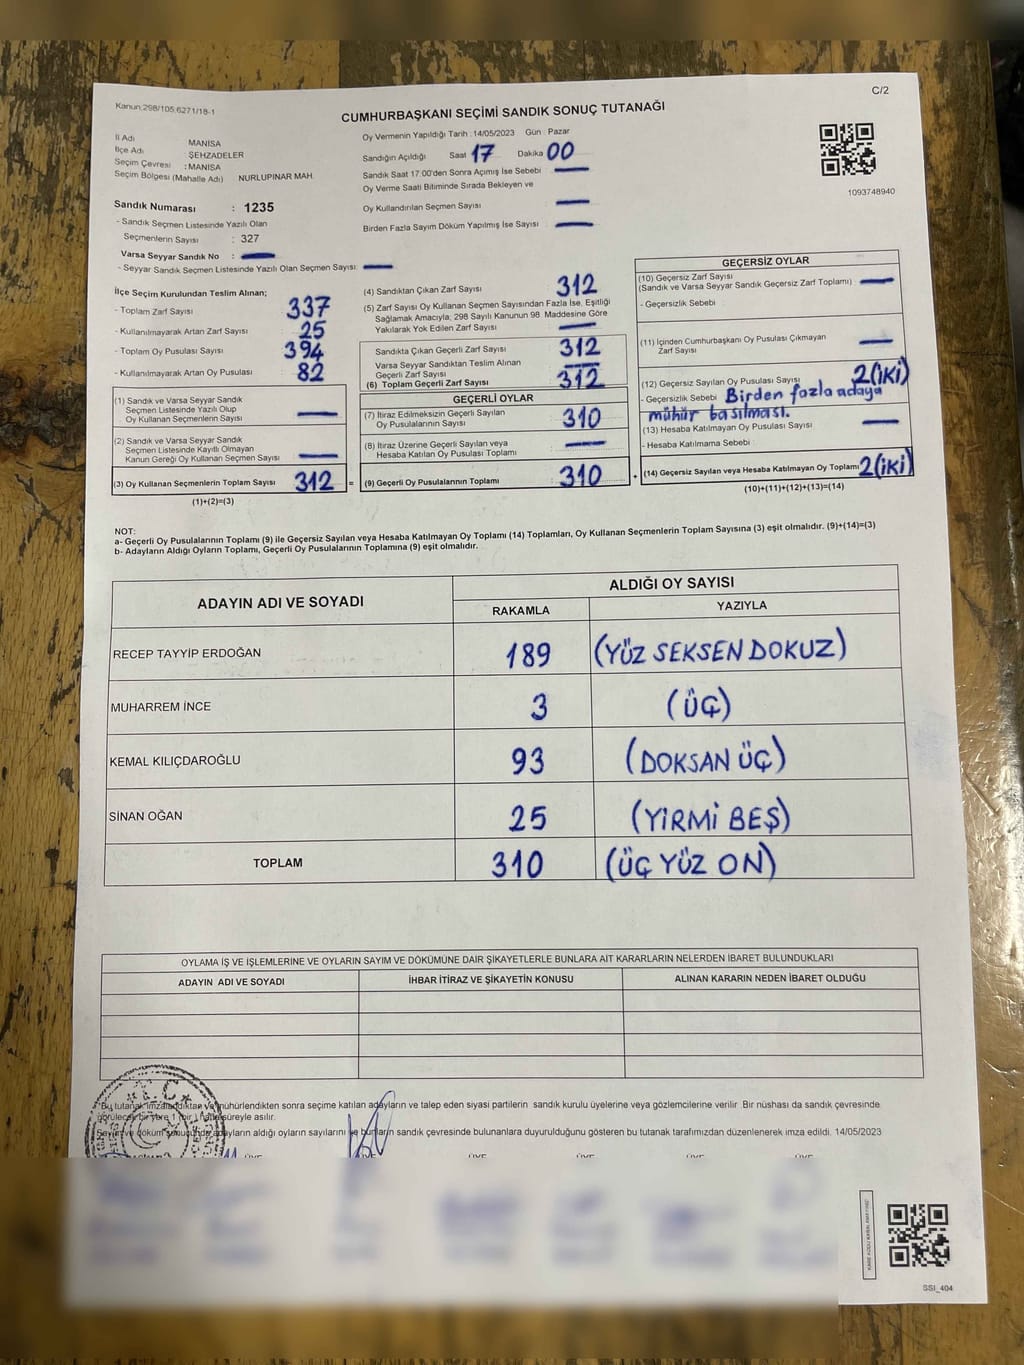 Kanun:298/105,6271/18-1
C/2
CUMHURBAŞKANI SEÇİMİ SANDIK SONUÇ TUTANAĞI
İl Adı MANİSA
İlçe Adı ŞEHZADELER
Seçim Çevresi : MANİSA
Seçim Bölgesi (Mahalle Adı) NURLUPINAR MAH.
Sandık Numarası : 1235
- Sandık Seçmen Listesinde Yazılı Olan
Seçmenlerin Sayısı : 327
Varsa Seyyar Sandık No : —
- Seyyar Sandık Seçmen Listesinde Yazılı Olan Seçmen Sayısı: —
Oy Vermenin Yapıldığı Tarih : 14/05/2023 Gün : Pazar
Sandığın Açıldığı Saat 17 Dakika 00
Sandık Saat 17:00'den Sonra Açımış İse Sebebi : —
Oy Verme Saati Bitiminde Sırada Bekleyen ve
Oy Kullandırılan Seçmen Sayısı : —
Birden Fazla Sayım Döküm Yapılmış İse Sayısı : —
1093748940
İlçe Seçim Kurulundan Teslim Alınan;
- Toplam Zarf Sayısı : 337
- Kullanılmayarak Artan Zarf Sayısı : 25
- Toplam Oy Pusulası Sayısı : 394
- Kullanılmayarak Artan Oy Pusulası : 82
(1) Sandık ve Varsa Seyyar Sandık
Seçmen Listesinde Yazılı Olup
Oy Kullanan Seçmenlerin Sayısı : —
(2) Sandık ve Varsa Seyyar Sandık
Seçmen Listesinde Kayıtlı Olmayan
Kanun Gereği Oy Kullanan Seçmen Sayısı : —
(3) Oy Kullanan Seçmenlerin Toplam Sayısı : 312 =
(1)+(2)=(3)
(4) Sandıktan Çıkan Zarf Sayısı : 312
(5) Zarf Sayısı Oy Kullanan Seçmen Sayısından Fazla İse, Eşitliği
Sağlamak Amacıyla; 298 Sayılı Kanunun 98. Maddesine Göre
Yakılarak Yok Edilen Zarf Sayısı : —
Sandıkta Çıkan Geçerli Zarf Sayısı : 312
Varsa Seyyar Sandıktan Teslim Alınan
Geçerli Zarf Sayısı : —
(6) Toplam Geçerli Zarf Sayısı : 312
GEÇERLİ OYLAR
(7) İtiraz Edilmeksizin Geçerli Sayılan
Oy Pusulalarının Sayısı : 310
(8) İtiraz Üzerine Geçerli Sayılan veya
Hesaba Katılan Oy Pusulası Toplamı : —
(9) Geçerli Oy Pusulalarının Toplamı : 310 +
GEÇERSİZ OYLAR
(10) Geçersiz Zarf Sayısı
(Sandık ve Varsa Seyyar Sandık Geçersiz Zarf Toplamı) : —
- Geçersizlik Sebebi :
(11) İçinden Cumhurbaşkanı Oy Pusulası Çıkmayan
Zarf Sayısı : —
(12) Geçersiz Sayılan Oy Pusulası Sayısı : 2(iKi)
- Geçersizlik Sebebi : Birden fazla adaya
mühür basılması.
(13) Hesaba Katılmayan Oy Pusulası Sayısı : —
- Hesaba Katılmama Sebebi :
(14) Geçersiz Sayılan veya Hesaba Katılmayan Oy Toplamı : 2(iKi)
(10)+(11)+(12)+(13)=(14)
NOT:
a- Geçerli Oy Pusulalarının Toplamı (9) ile Geçersiz Sayılan veya Hesaba Katılmayan Oy Toplamı (14) Toplamları, Oy Kullanan Seçmenlerin Toplam Sayısına (3) eşit olmalıdır. (9)+(14)=(3)
b- Adayların Aldığı Oyların Toplamı, Geçerli Oy Pusulalarının Toplamına (9) eşit olmalıdır.
ADAYIN ADI VE SOYADI
ALDIĞI OY SAYISI
RAKAMLA YAZIYLA
RECEP TAYYİP ERDOĞAN 189 (YÜZ SEKSEN DOKUZ)
MUHARREM İNCE 3 (ÜÇ)
KEMAL KILIÇDAROĞLU 93 (DOKSAN ÜÇ)
SİNAN OĞAN 25 (YİRMİ BEŞ)
TOPLAM 310 (ÜÇ YÜZ ON)
OYLAMA İŞ VE İŞLEMLERİNE VE OYLARIN SAYIM VE DÖKÜMÜNE DAİR ŞİKAYETLERLE BUNLARA AİT KARARLARIN NELERDEN İBARET BULUNDUKLARI
ADAYIN ADI VE SOYADI İHBAR İTİRAZ VE ŞİKAYETİN KONUSU ALINAN KARARIN NEDEN İBARET OLDUĞU
*Bu tutanak imzalandıktan ve mühürlendikten sonra seçime katılan adayların ve talep eden siyasi partilerin sandık kurulu üyelerine veya gözlemcilerine verilir. Bir nüshası da sandık çevresinde
görülecek bir yere 1 (bir) hafta süreyle asılır.
Sayım ve döküm sonucunda adayların aldığı oyların sayılarını ve bunların sandık çevresinde bulunanlara duyurulduğunu gösteren bu tutanak tarafımızdan düzenlenerek imza edildi. 14/05/2023
T.C.
ÜYE ÜYE ÜYE ÜYE ÜYE ÜYE
SSI_404